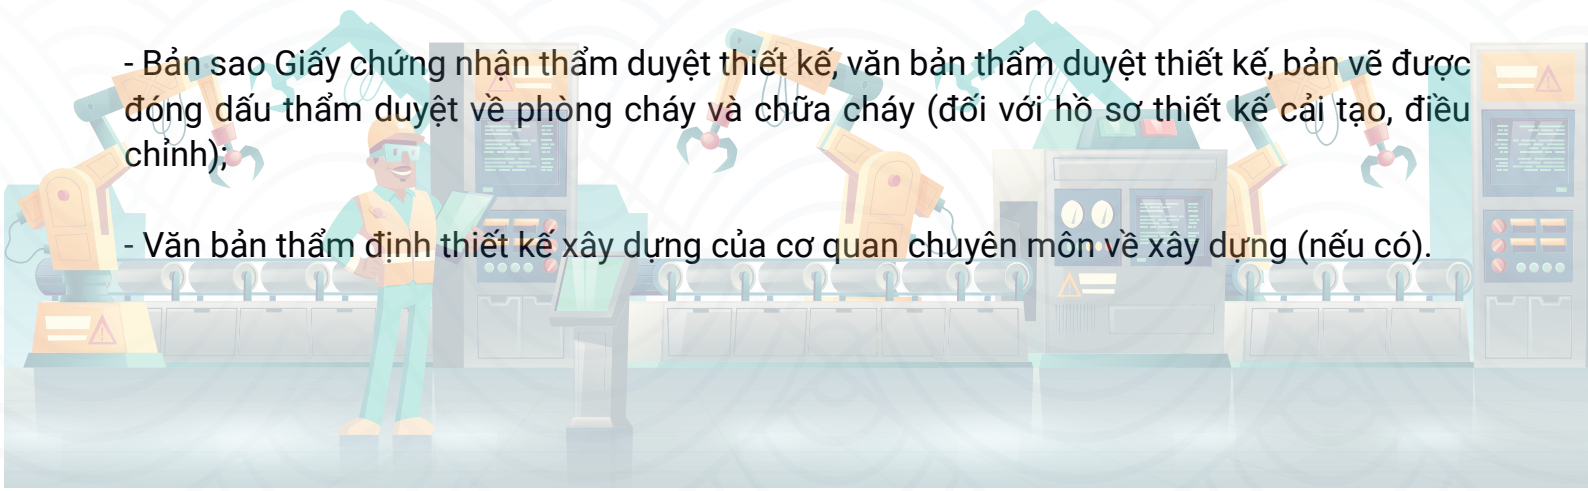 - Bản sao Giấy chứng nhận thẩm duyệt thiết kế, văn bản thẩm duyệt thiết kế, bản vẽ được
đóng dấu thẩm duyệt về phòng cháy và chữa cháy (đối với hồ sơ thiết kế cải tạo, điều
chỉnh);
- Văn bản thẩm định thiết kế xây dựng của cơ quan chuyên môn về xây dựng (nếu có).